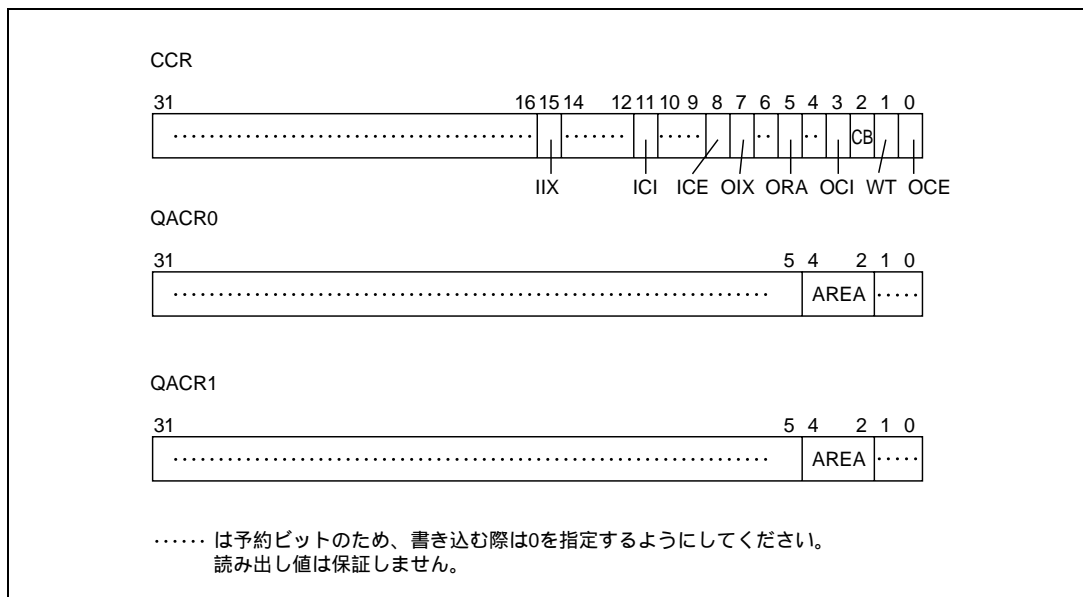 CCR
31 16 15 14 12 11 10 9 8 7 6 5 4 3 2 1 0
CB
IIX ICI ICE OIX ORA OCI WT OCE
QACR0
31 5 4 2 1 0
AREA
QACR1
31 5 4 2 1 0
AREA
…… は予約ビットのため、書き込む際は0を指定するようにしてください。
読み出し値は保証しません。